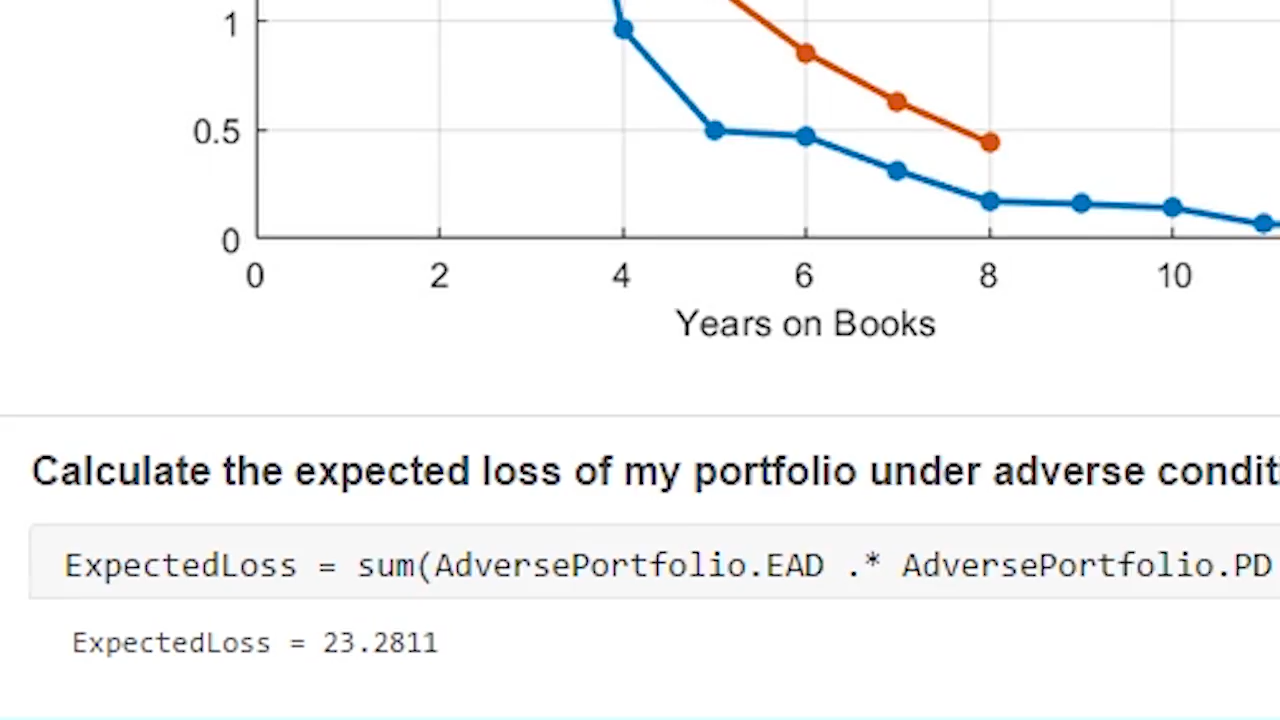 1
0.5
0
0 2 4 6 8 10
Years on Books
Calculate the expected loss of my portfolio under adverse
ExpectedLoss = sum(AdversePortfolio.EAD .* AdversePortfolio.PD
ExpectedLoss = 23.2811